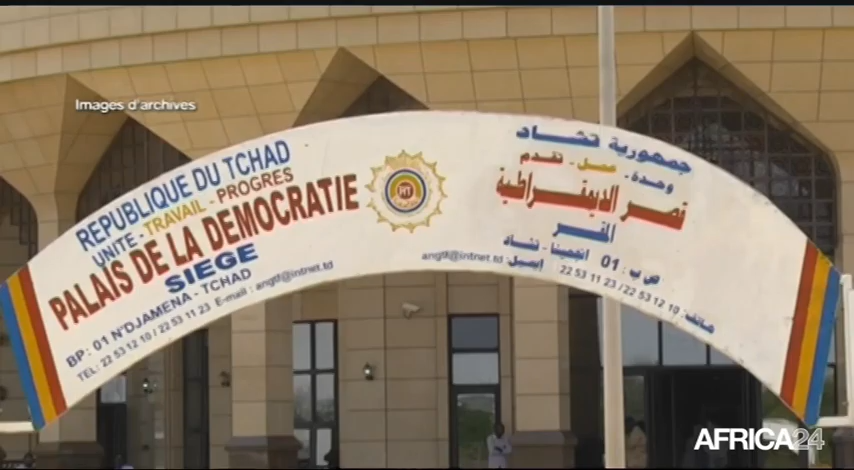 Images d'archives
REPUBLIQUE DU TCHAD
UNITE - TRAVAIL - PROGRES
PALAIS DE LA DEMOCRATIE
SIEGE
BP: 01 N'DJAMENA - TCHAD
TEL: 22 53 12 10 / 22 53 11 23 E-mail : angtf@intnet.td
جمهورية تشاد
وحدة - عمل - تقدم
قصر الديمقراطية
المقر
ص ب : 01 انجمينا - تشاد
هاتف: 22 53 11 23 / 22 53 12 10 إيميل: angtf@intnet.td
AFRICA24